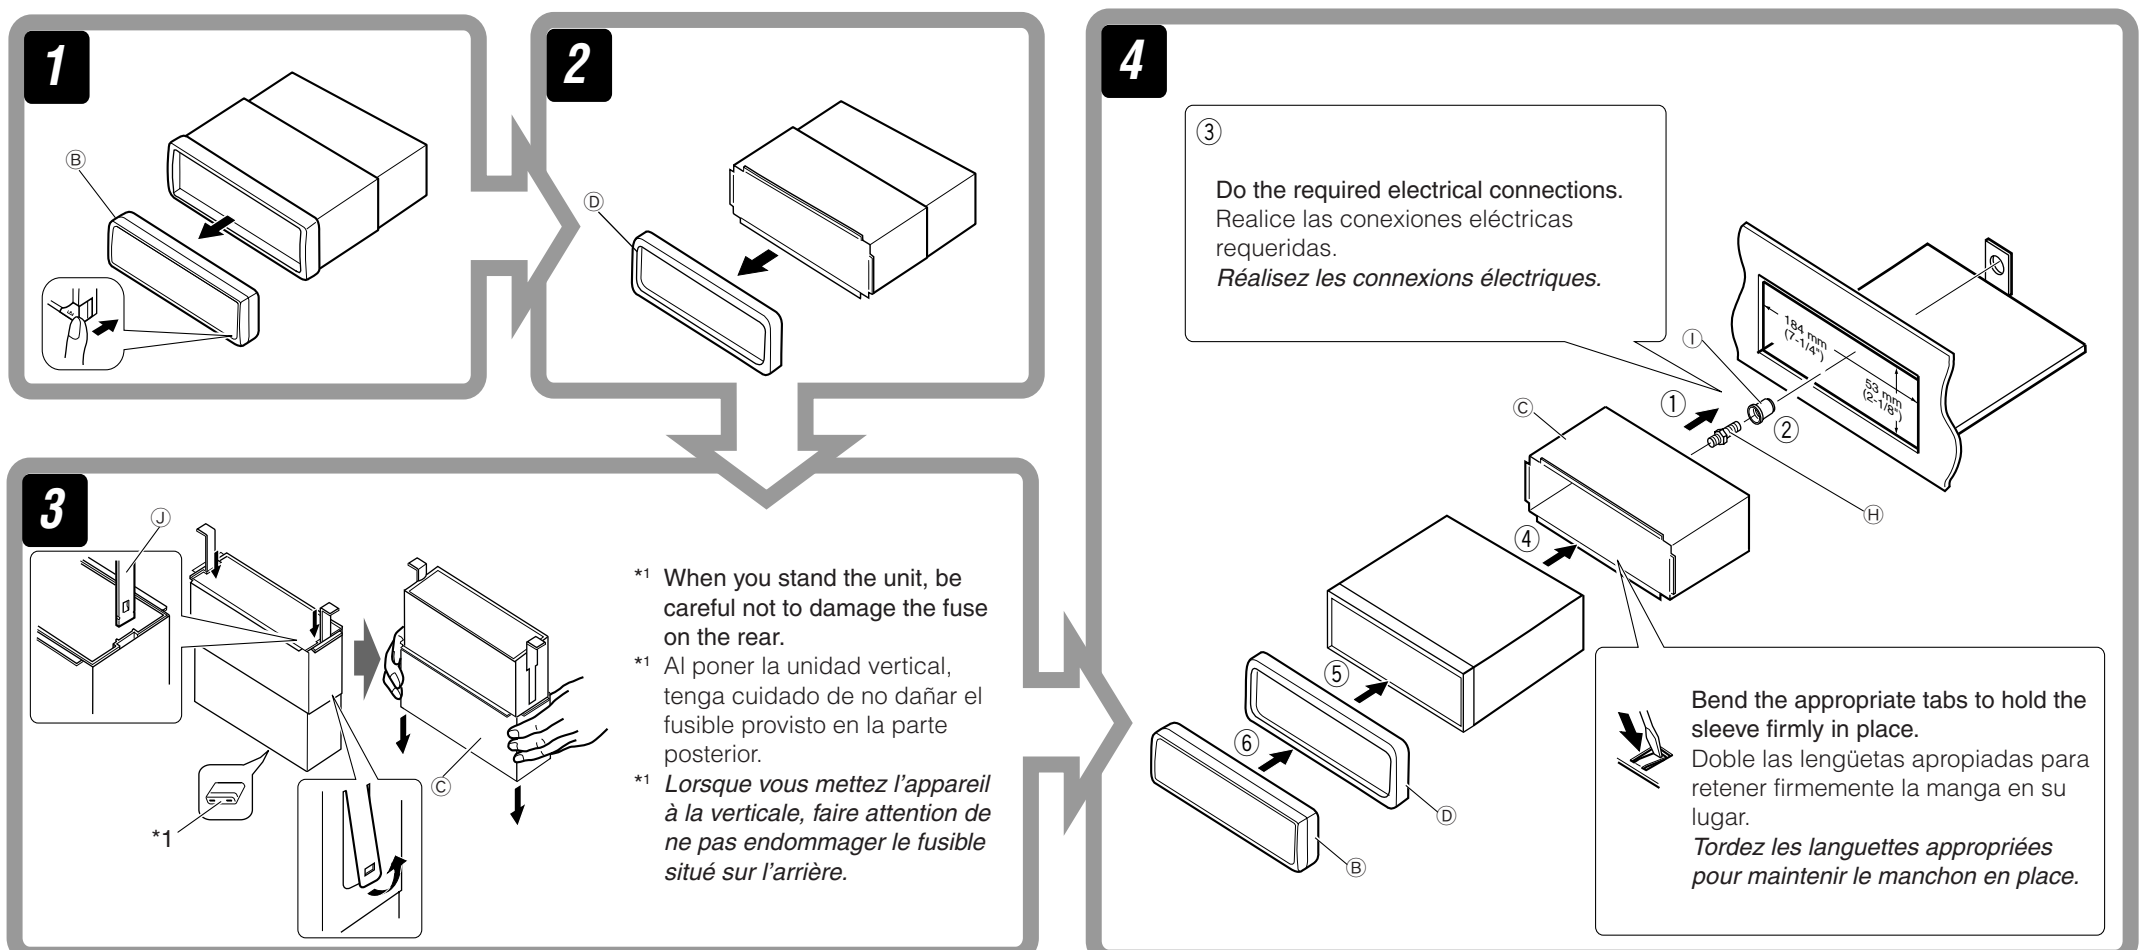 1
Ⓑ
2
Ⓓ
3
Ⓙ
*1
Ⓒ
*1 When you stand the unit, be
careful not to damage the fuse
on the rear.
*1 Al poner la unidad vertical,
tenga cuidado de no dañar el
fusible provisto en la parte
posterior.
*1 Lorsque vous mettez l’appareil
à la verticale, faire attention de
ne pas endommager le fusible
situé sur l’arrière.
4
③
Do the required electrical connections.
Realice las conexiones eléctricas
requeridas.
Réalisez les connexions électriques.
184 mm
(7-1/4")
53 mm
(2-1/8")
Ⓘ
①
②
Ⓒ
Ⓗ
④
⑤
⑥
Ⓓ
Ⓑ
Bend the appropriate tabs to hold the
sleeve firmly in place.
Doble las lengüetas apropiadas para
retener firmemente la manga en su
lugar.
Tordez les languettes appropriées
pour maintenir le manchon en place.